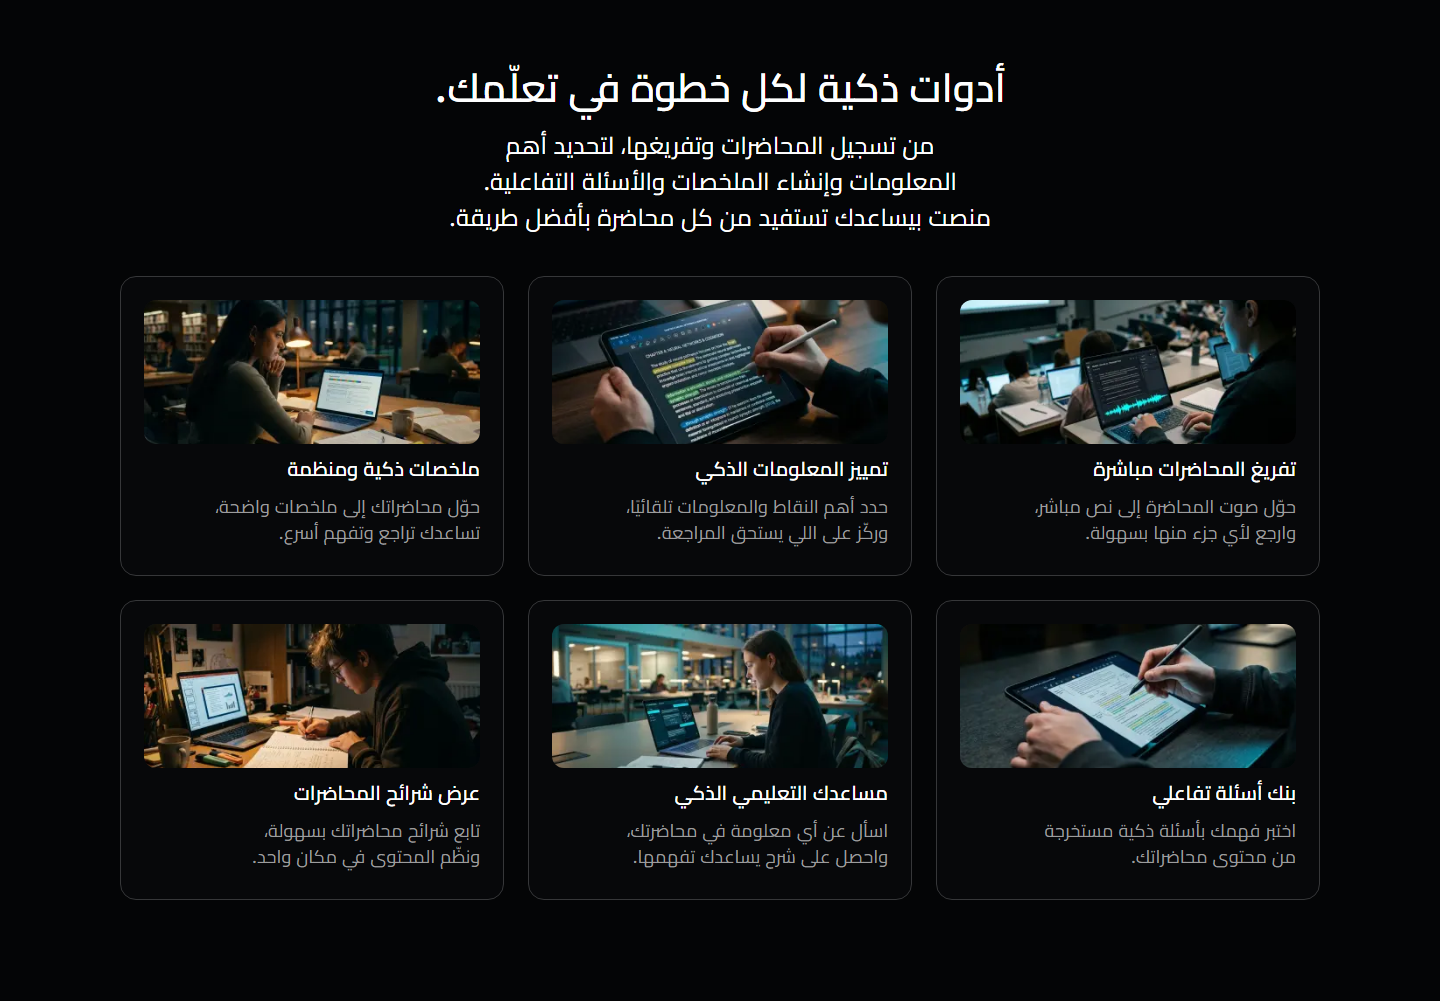 أدوات ذكية لكل خطوة في تعلّمك.
من تسجيل المحاضرات وتفريغها، لتحديد أهم
المعلومات وإنشاء الملخصات والأسئلة التفاعلية.
منصت بيساعدك تستفيد من كل محاضرة بأفضل طريقة.
تفريغ المحاضرات مباشرة
حوّل صوت المحاضرة إلى نص مباشر،
وارجع لأي جزء منها بسهولة.
تمييز المعلومات الذكي
حدد أهم النقاط والمعلومات تلقائيًا،
وركّز على اللي يستحق المراجعة.
ملخصات ذكية ومنظمة
حوّل محاضراتك إلى ملخصات واضحة،
تساعدك تراجع وتفهم أسرع.
بنك أسئلة تفاعلي
اختبر فهمك بأسئلة ذكية مستخرجة
من محتوى محاضراتك.
مساعدك التعليمي الذكي
اسأل عن أي معلومة في محاضرتك،
واحصل على شرح يساعدك تفهمها.
عرض شرائح المحاضرات
تابع شرائح محاضراتك بسهولة،
ونظّم المحتوى في مكان واحد.